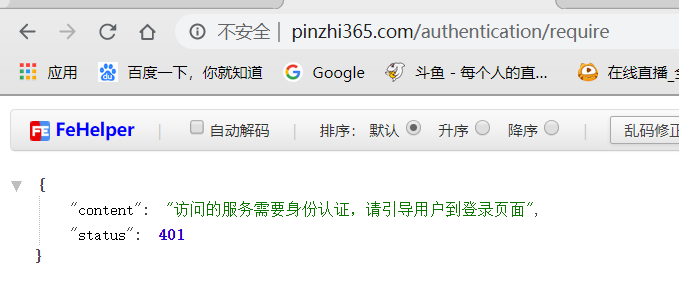 不安全 | pinzhi365.com/authentication/require
应用 百度一下，你就知道 Google 斗鱼 - 每个人的直... 在线直播_
FeHelper | 自动解码 | 排序： 默认 升序 降序 | 乱码修正
{
"content": "访问的服务需要身份认证，请引导用户到登录页面",
"status": 401
}